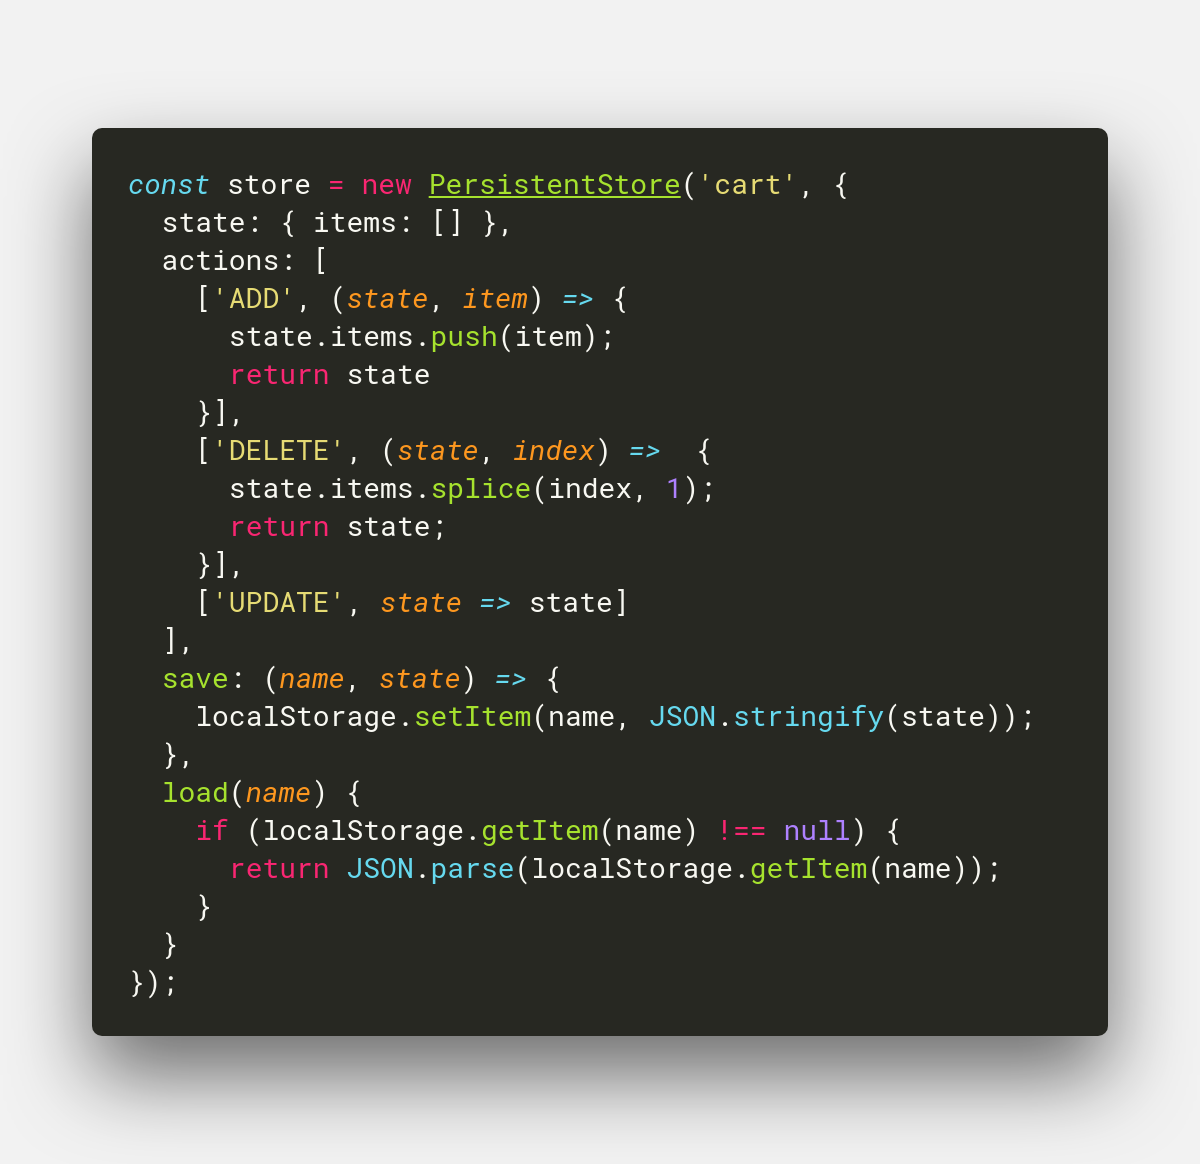 const store = new PersistentStore('cart', {
  state: { items: [] },
  actions: [
    ['ADD', (state, item) => {
      state.items.push(item);
      return state
    }],
    ['DELETE', (state, index) =>  {
      state.items.splice(index, 1);
      return state;
    }],
    ['UPDATE', state => state]
  ],
  save: (name, state) => {
    localStorage.setItem(name, JSON.stringify(state));
  },
  load(name) {
    if (localStorage.getItem(name) !== null) {
      return JSON.parse(localStorage.getItem(name));
    }
  }
});